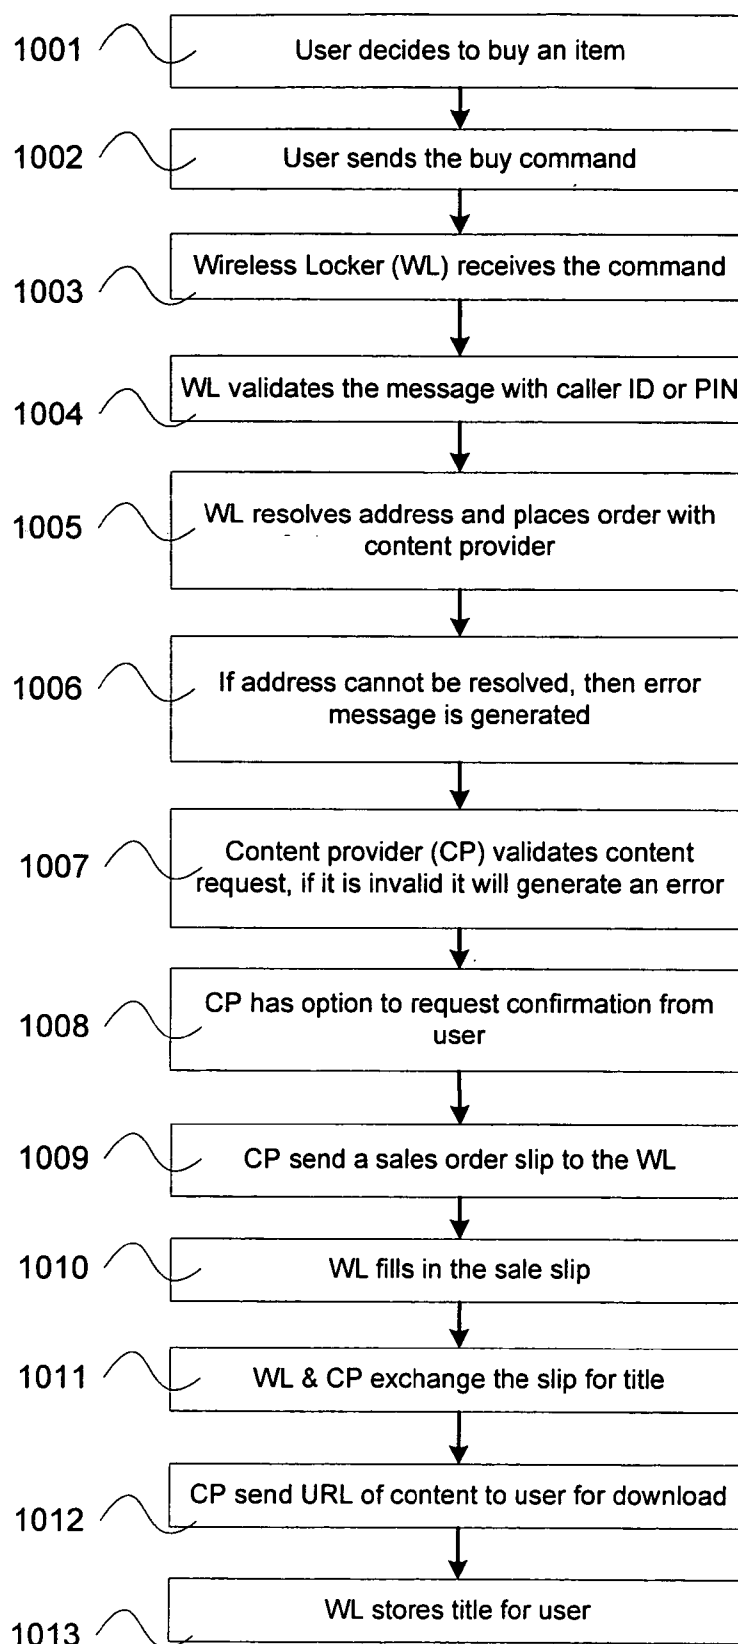 1001
User decides to buy an item
1002
User sends the buy command
1003
Wireless Locker (WL) receives the command
1004
WL validates the message with caller ID or PIN
1005
WL resolves address and places order with
content provider
1006
If address cannot be resolved, then error
message is generated
1007
Content provider (CP) validates content
request, if it is invalid it will generate an error
1008
CP has option to request confirmation from
user
1009
CP send a sales order slip to the WL
1010
WL fills in the sale slip
1011
WL & CP exchange the slip for title
1012
CP send URL of content to user for download
1013
WL stores title for user